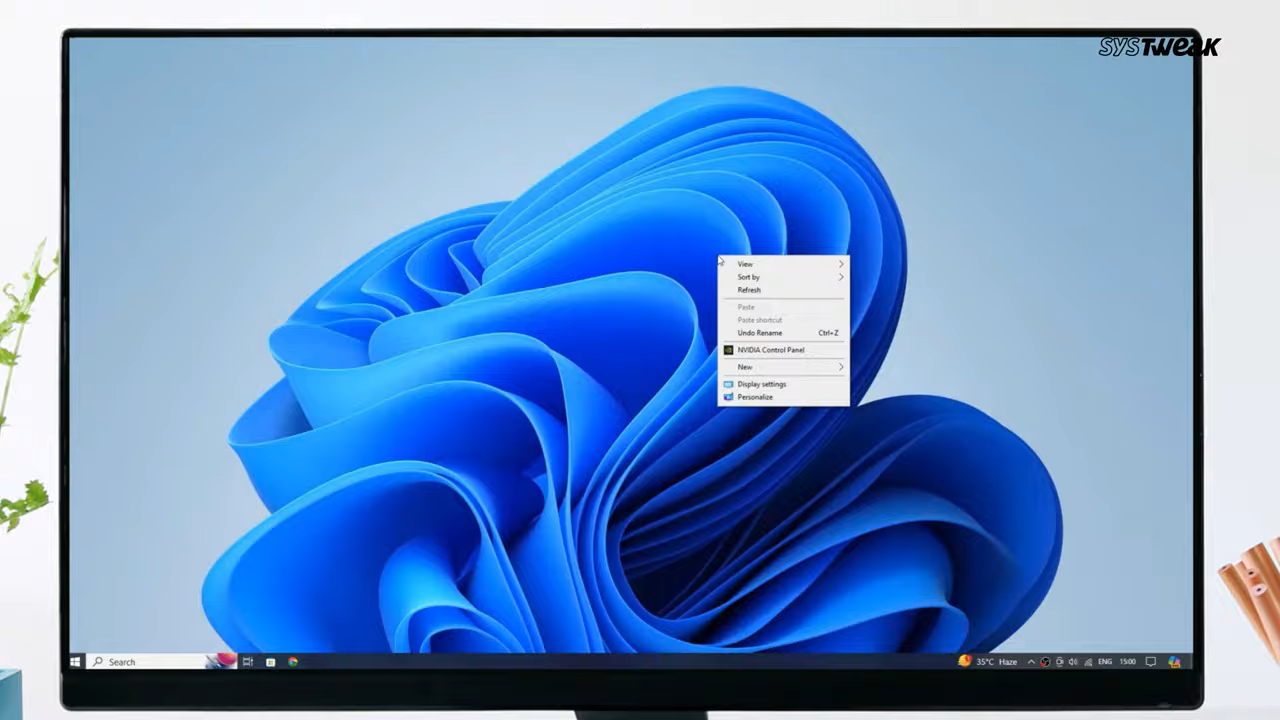 SYSTWEAK
View
Sort by
Refresh
Paste
Paste shortcut
Undo Rename Ctrl+Z
NVIDIA Control Panel
New
Display settings
Personalize
Search
35°C Haze
ENG
15:00